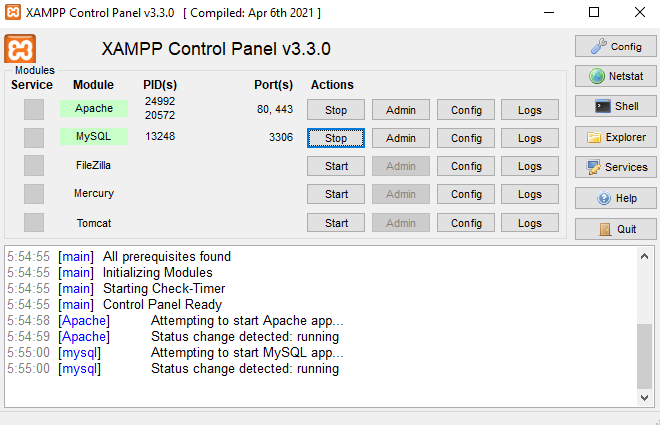 XAMPP Control Panel v3.3.0 [ Compiled: Apr 6th 2021 ]
XAMPP Control Panel v3.3.0
Config
Modules
Service Module PID(s) Port(s) Actions
Netstat
Apache 24992 20572 80, 443 Stop Admin Config Logs
Shell
MySQL 13248 3306 Stop Admin Config Logs
Explorer
FileZilla Start Admin Config Logs
Services
Mercury Start Admin Config Logs
Help
Tomcat Start Admin Config Logs
Quit
5:54:55 [main] All prerequisites found
5:54:55 [main] Initializing Modules
5:54:55 [main] Starting Check-Timer
5:54:55 [main] Control Panel Ready
5:54:58 [Apache] Attempting to start Apache app...
5:54:59 [Apache] Status change detected: running
5:55:00 [mysql] Attempting to start MySQL app...
5:55:00 [mysql] Status change detected: running